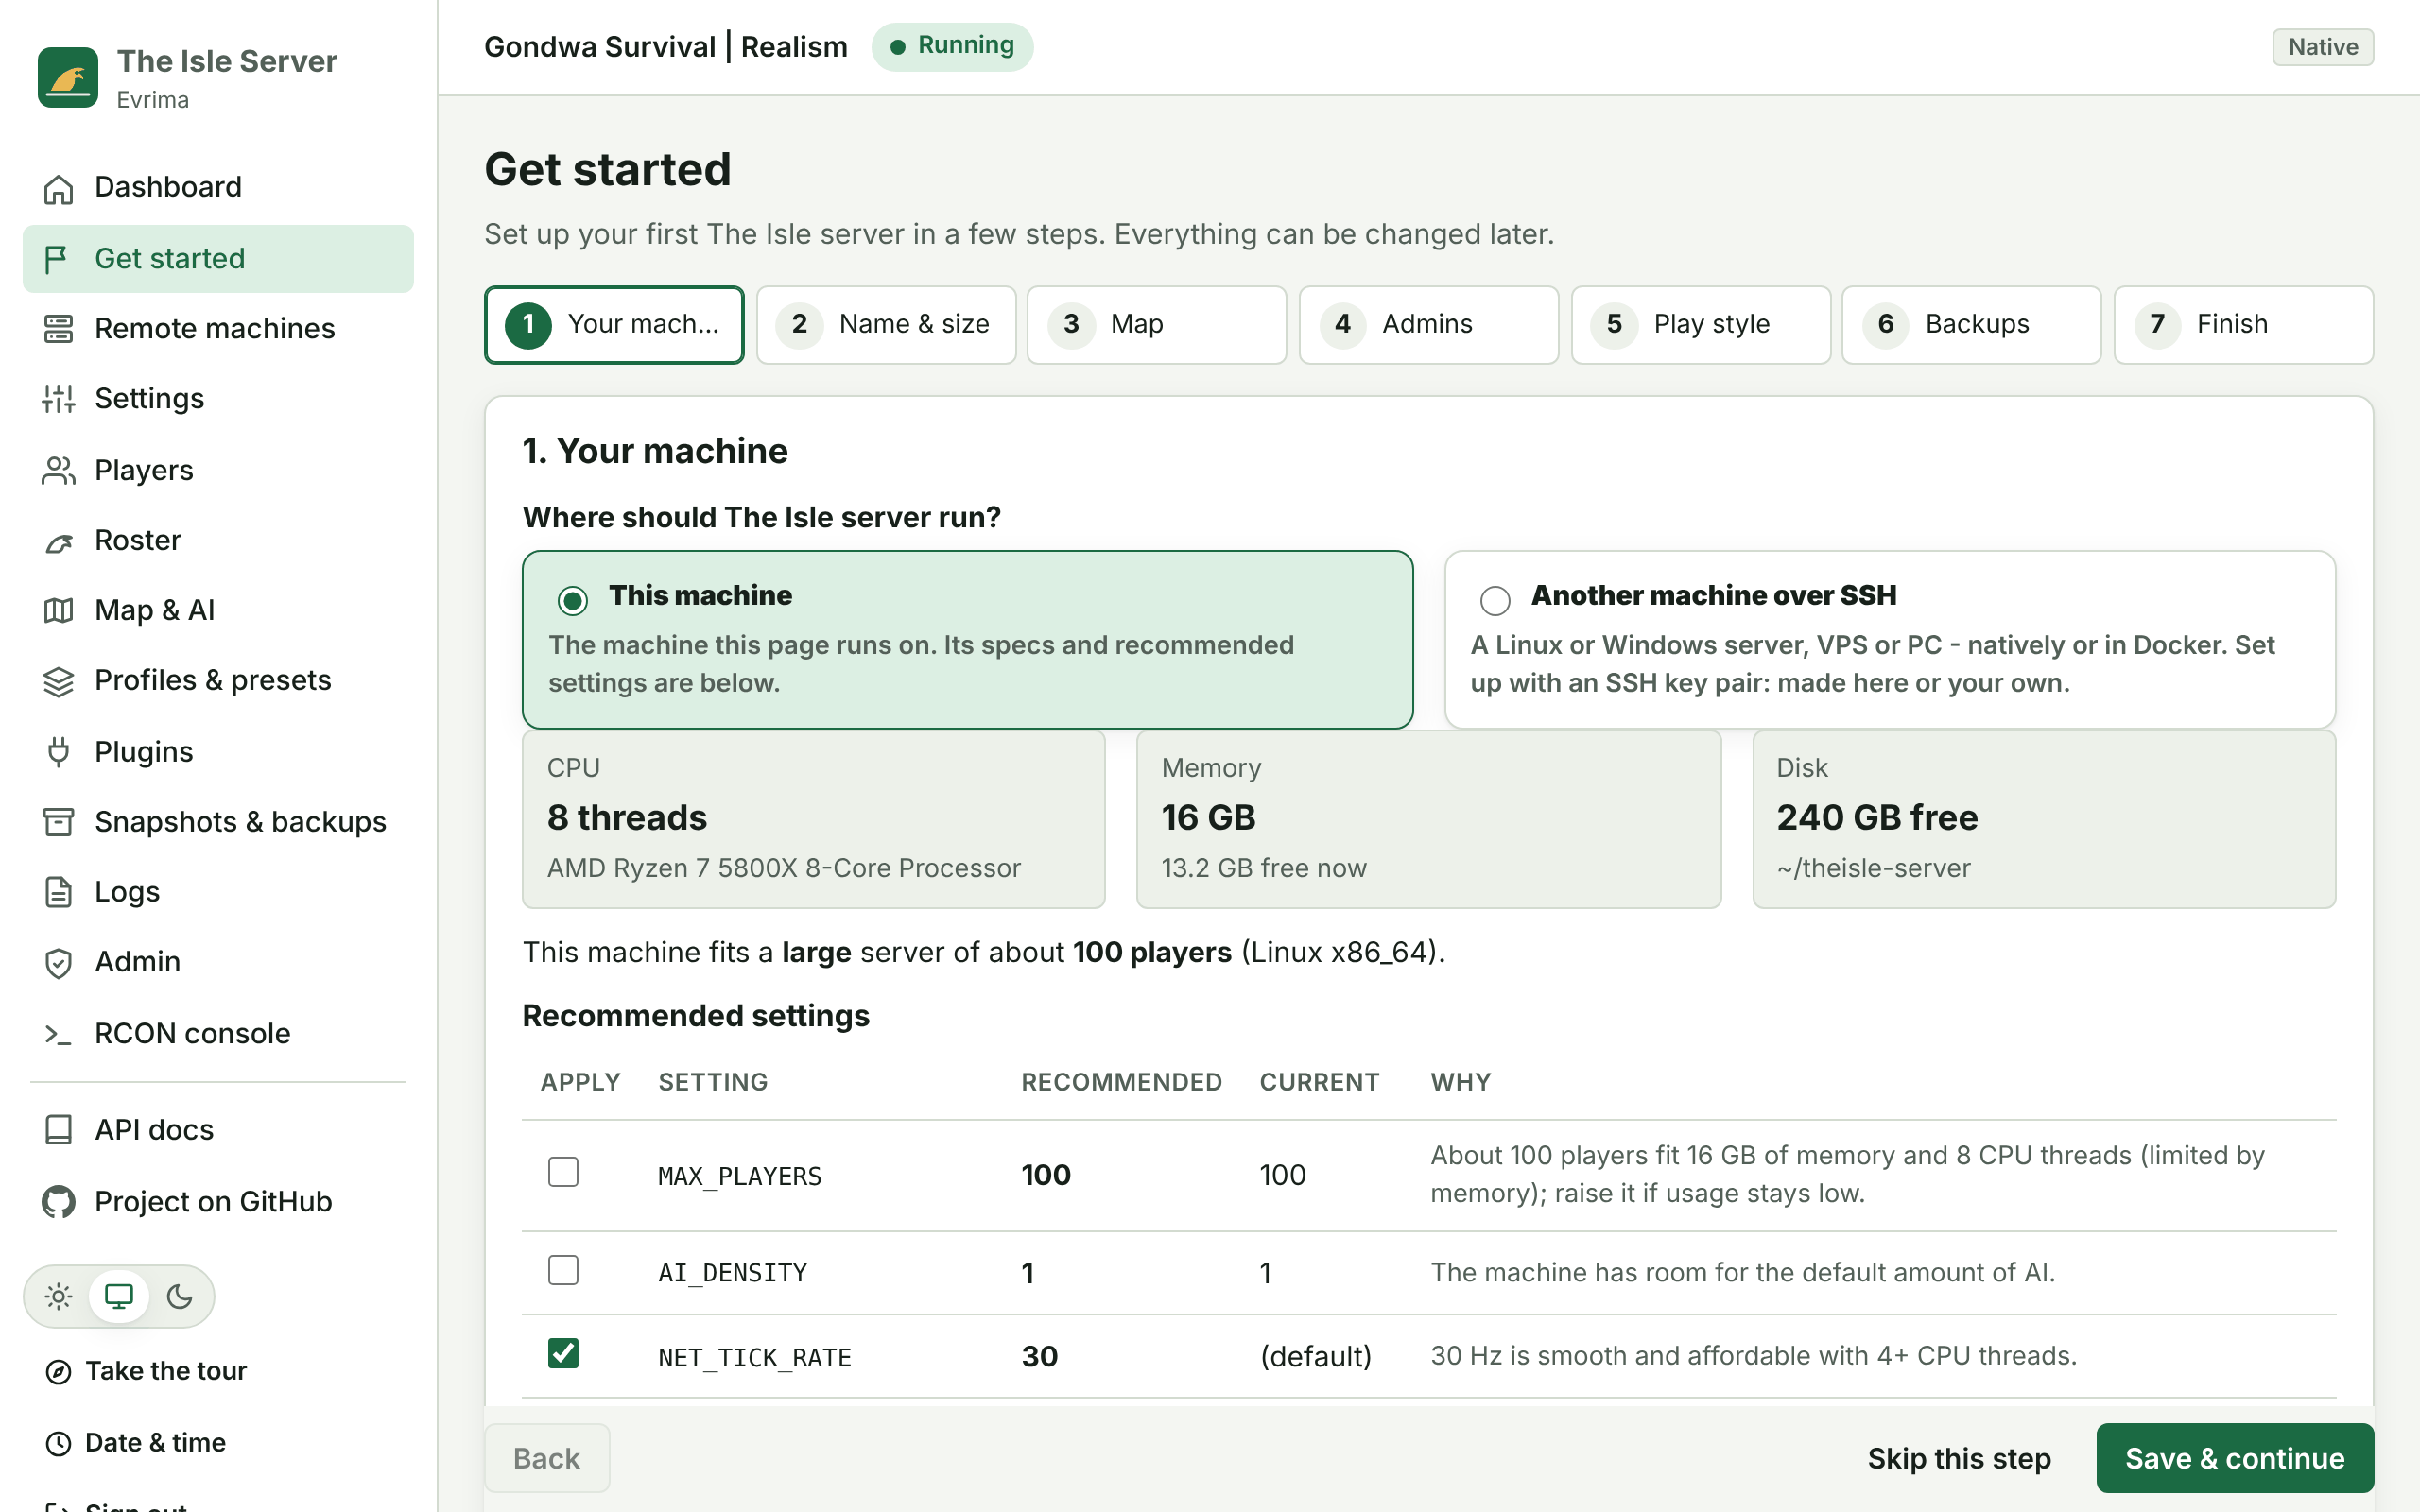 The Isle Server
Evrima
Dashboard
Get started
Remote machines
Settings
Players
Roster
Map & AI
Profiles & presets
Plugins
Snapshots & backups
Logs
Admin
RCON console
API docs
Project on GitHub
Take the tour
Date & time
Sign out
Gondwa Survival | Realism
Running
Native
Get started
Set up your first The Isle server in a few steps. Everything can be changed later.
1 Your mach...
2 Name & size
3 Map
4 Admins
5 Play style
6 Backups
7 Finish
1. Your machine
Where should The Isle server run?
This machine
The machine this page runs on. Its specs and recommended
settings are below.
Another machine over SSH
A Linux or Windows server, VPS or PC - natively or in Docker. Set
up with an SSH key pair: made here or your own.
CPU
8 threads
AMD Ryzen 7 5800X 8-Core Processor
Memory
16 GB
13.2 GB free now
Disk
240 GB free
~/theisle-server
This machine fits a large server of about 100 players (Linux x86_64).
Recommended settings
APPLY SETTING RECOMMENDED CURRENT WHY
MAX_PLAYERS 100 100 About 100 players fit 16 GB of memory and 8 CPU threads (limited by
memory); raise it if usage stays low.
AI_DENSITY 1 1 The machine has room for the default amount of AI.
NET_TICK_RATE 30 (default) 30 Hz is smooth and affordable with 4+ CPU threads.
Back
Skip this step
Save & continue